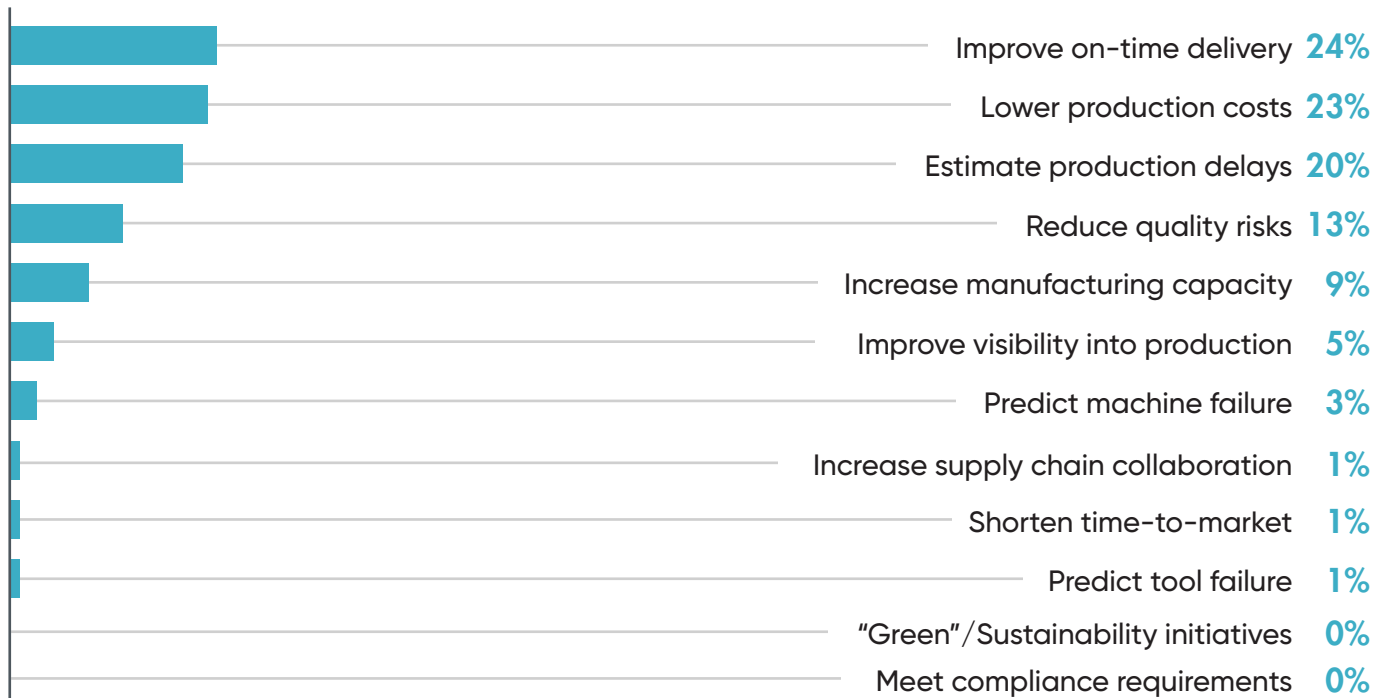 Improve on-time delivery 24%
Lower production costs 23%
Estimate production delays 20%
Reduce quality risks 13%
Increase manufacturing capacity 9%
Improve visibility into production 5%
Predict machine failure 3%
Increase supply chain collaboration 1%
Shorten time-to-market 1%
Predict tool failure 1%
“Green”/Sustainability initiatives 0%
Meet compliance requirements 0%